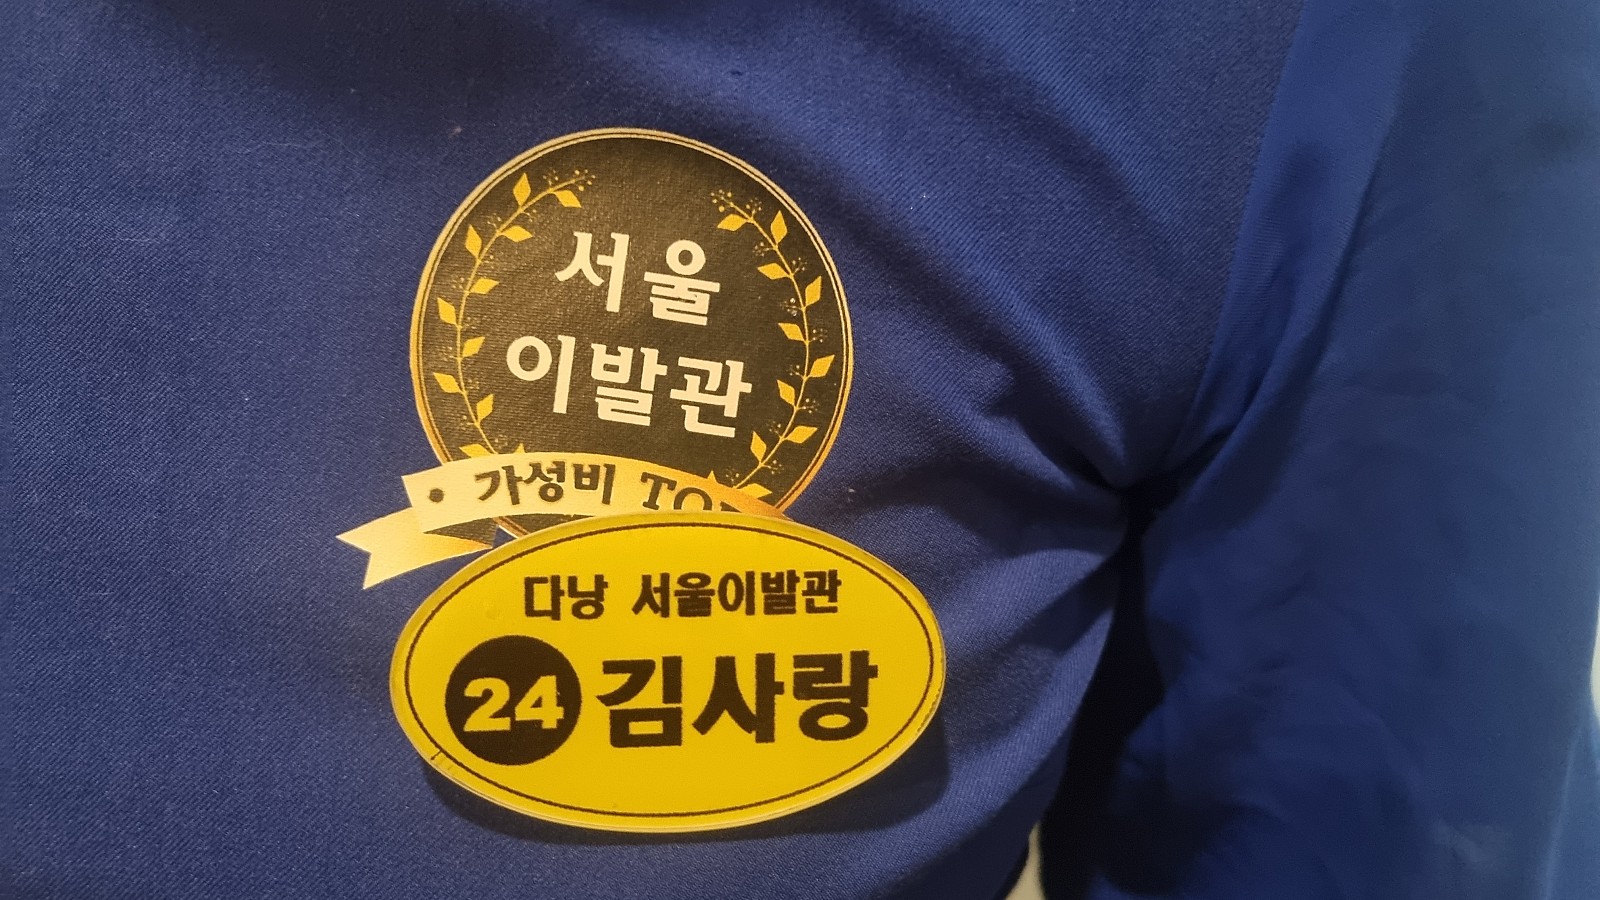 서울
이발관
• 가성비
다낭 서울이발관
24 김사랑